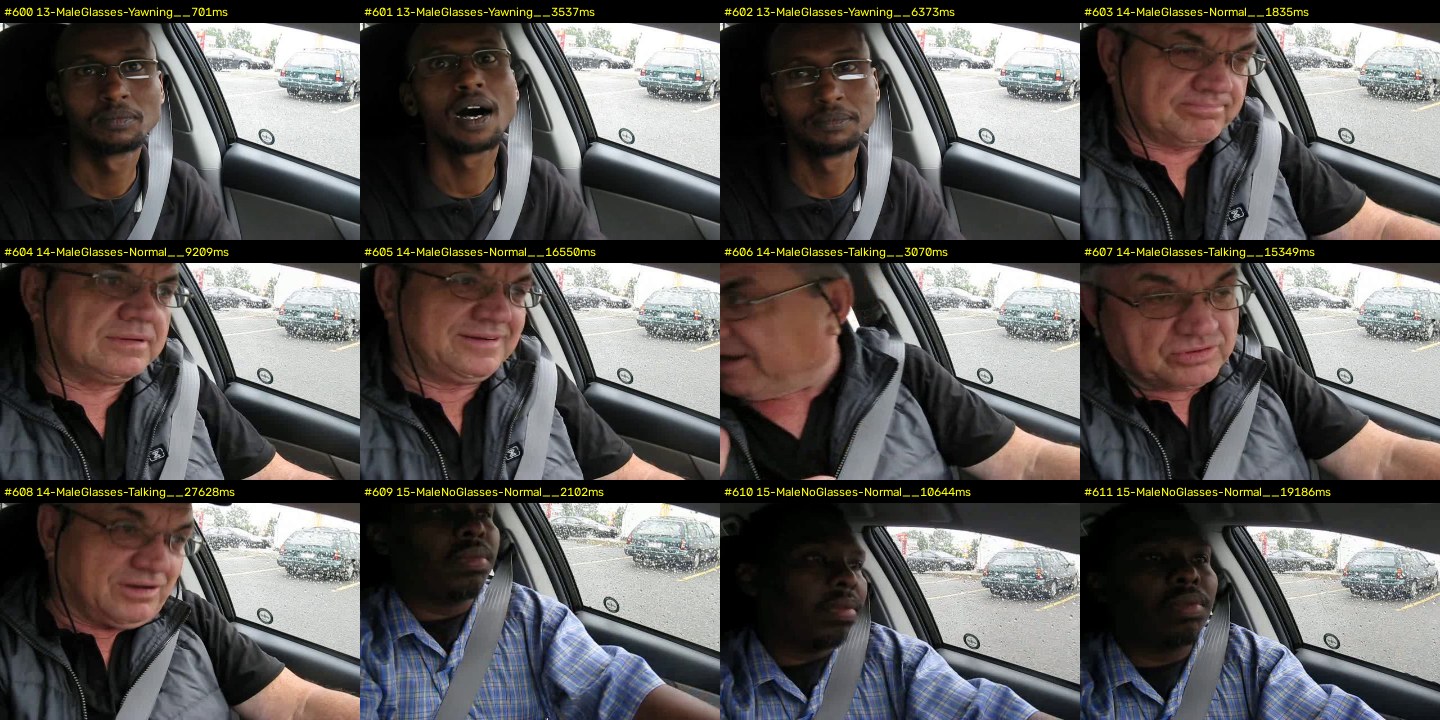 #600 13-MaleGlasses-Yawning__701ms
#601 13-MaleGlasses-Yawning__3537ms
#602 13-MaleGlasses-Yawning__6373ms
#603 14-MaleGlasses-Normal__1835ms
#604 14-MaleGlasses-Normal__9209ms
#605 14-MaleGlasses-Normal__16550ms
#606 14-MaleGlasses-Talking__3070ms
#607 14-MaleGlasses-Talking__15349ms
#608 14-MaleGlasses-Talking__27628ms
#609 15-MaleNoGlasses-Normal__2102ms
#610 15-MaleNoGlasses-Normal__10644ms
#611 15-MaleNoGlasses-Normal__19186ms